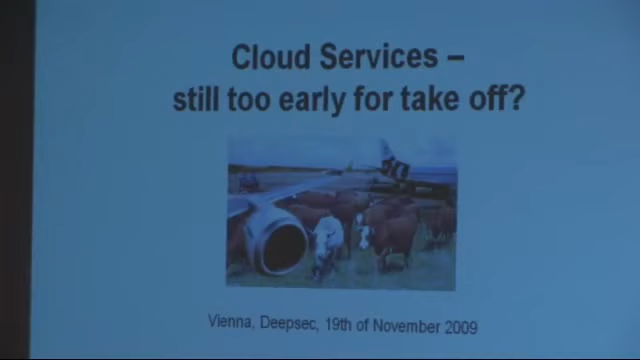 Cloud Services –
still too early for take off?
Vienna, Deepsec, 19th of November 2009